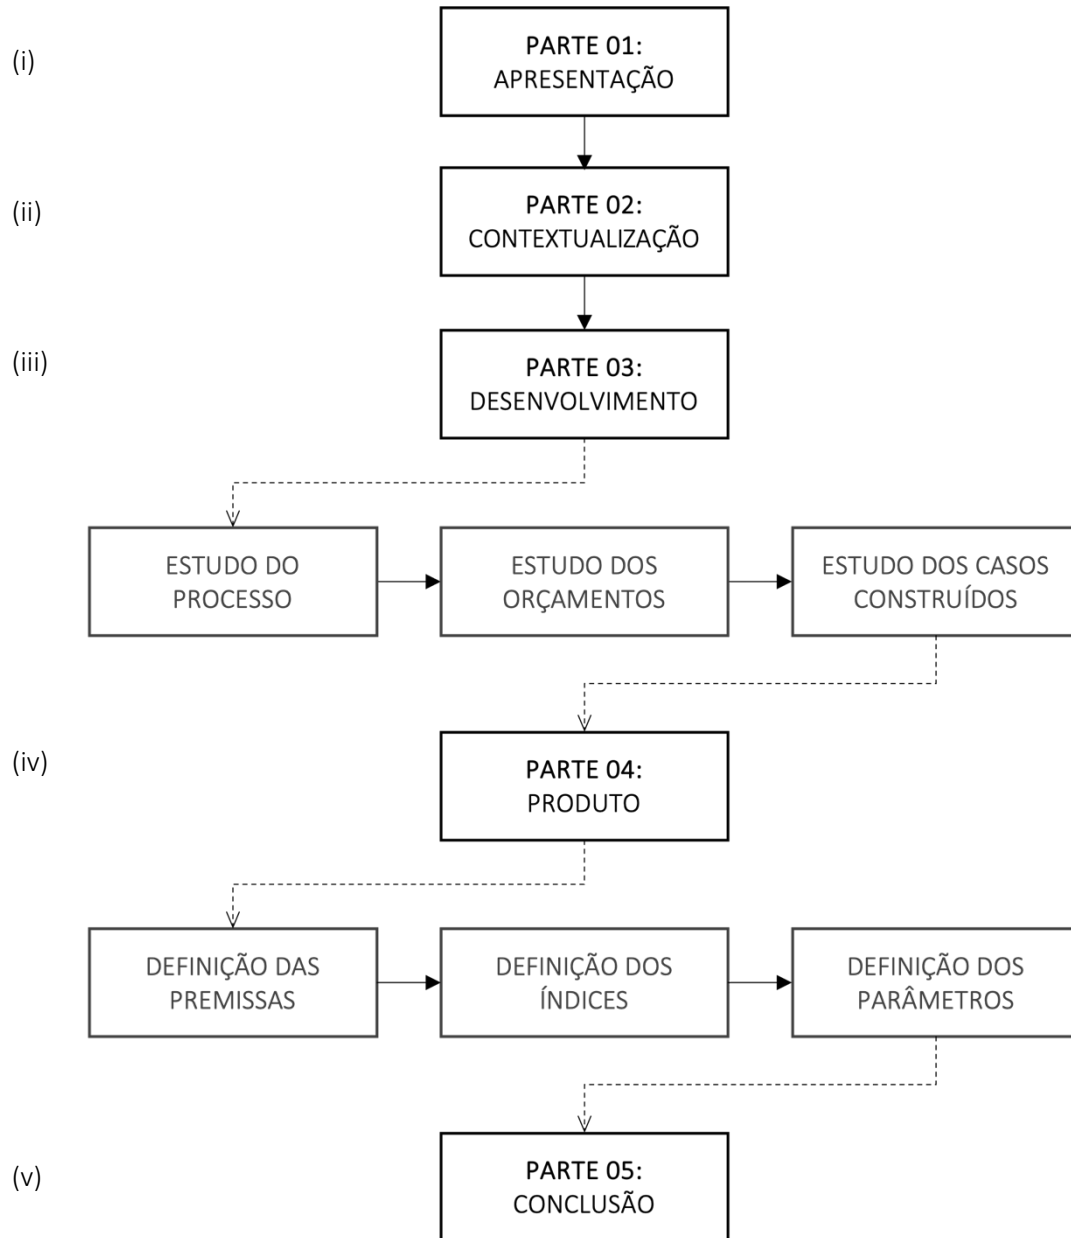 (i)
PARTE 01:
APRESENTAÇÃO
(ii)
PARTE 02:
CONTEXTUALIZAÇÃO
(iii)
PARTE 03:
DESENVOLVIMENTO
ESTUDO DO
PROCESSO
ESTUDO DOS
ORÇAMENTOS
ESTUDO DOS CASOS
CONSTRUÍDOS
(iv)
PARTE 04:
PRODUTO
DEFINIÇÃO DAS
PREMISSAS
DEFINIÇÃO DOS
ÍNDICES
DEFINIÇÃO DOS
PARÂMETROS
(v)
PARTE 05:
CONCLUSÃO